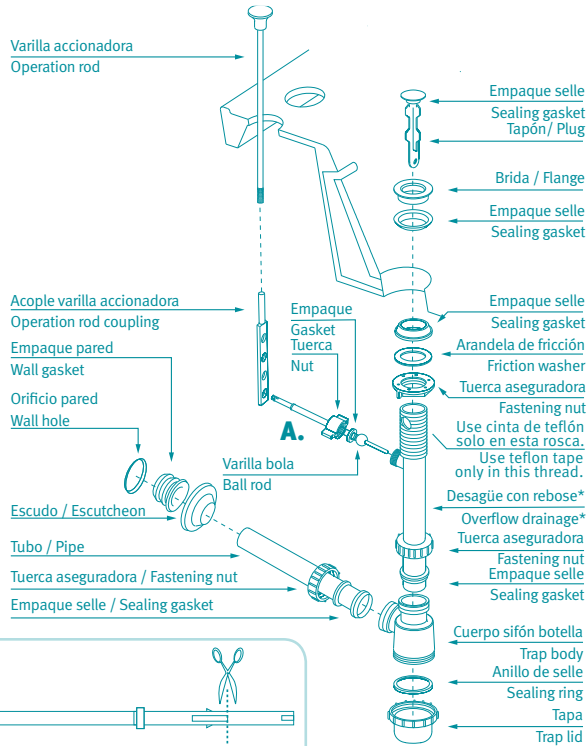 Varilla accionadora
Operation rod
Empaque selle
Sealing gasket
Tapón/ Plug
Brida / Flange
Empaque selle
Sealing gasket
Acople varilla accionadora
Operation rod coupling
Empaque pared
Wall gasket
Orificio pared
Wall hole
Empaque
Gasket
Tuerca
Nut
A.
Varilla bola
Ball rod
Empaque selle
Sealing gasket
Arandela de fricción
Friction washer
Tuerca aseguradora
Fastening nut
Use cinta de teflón
solo en esta rosca.
Use teflon tape
only in this thread.
Desagüe con rebose*
Overflow drainage*
Tuerca aseguradora
Fastening nut
Empaque selle
Sealing gasket
Escudo / Escutcheon
Tubo / Pipe
Tuerca aseguradora / Fastening nut
Empaque selle / Sealing gasket
Cuerpo sifón botella
Trap body
Anillo de selle
Sealing ring
Tapa
Trap lid